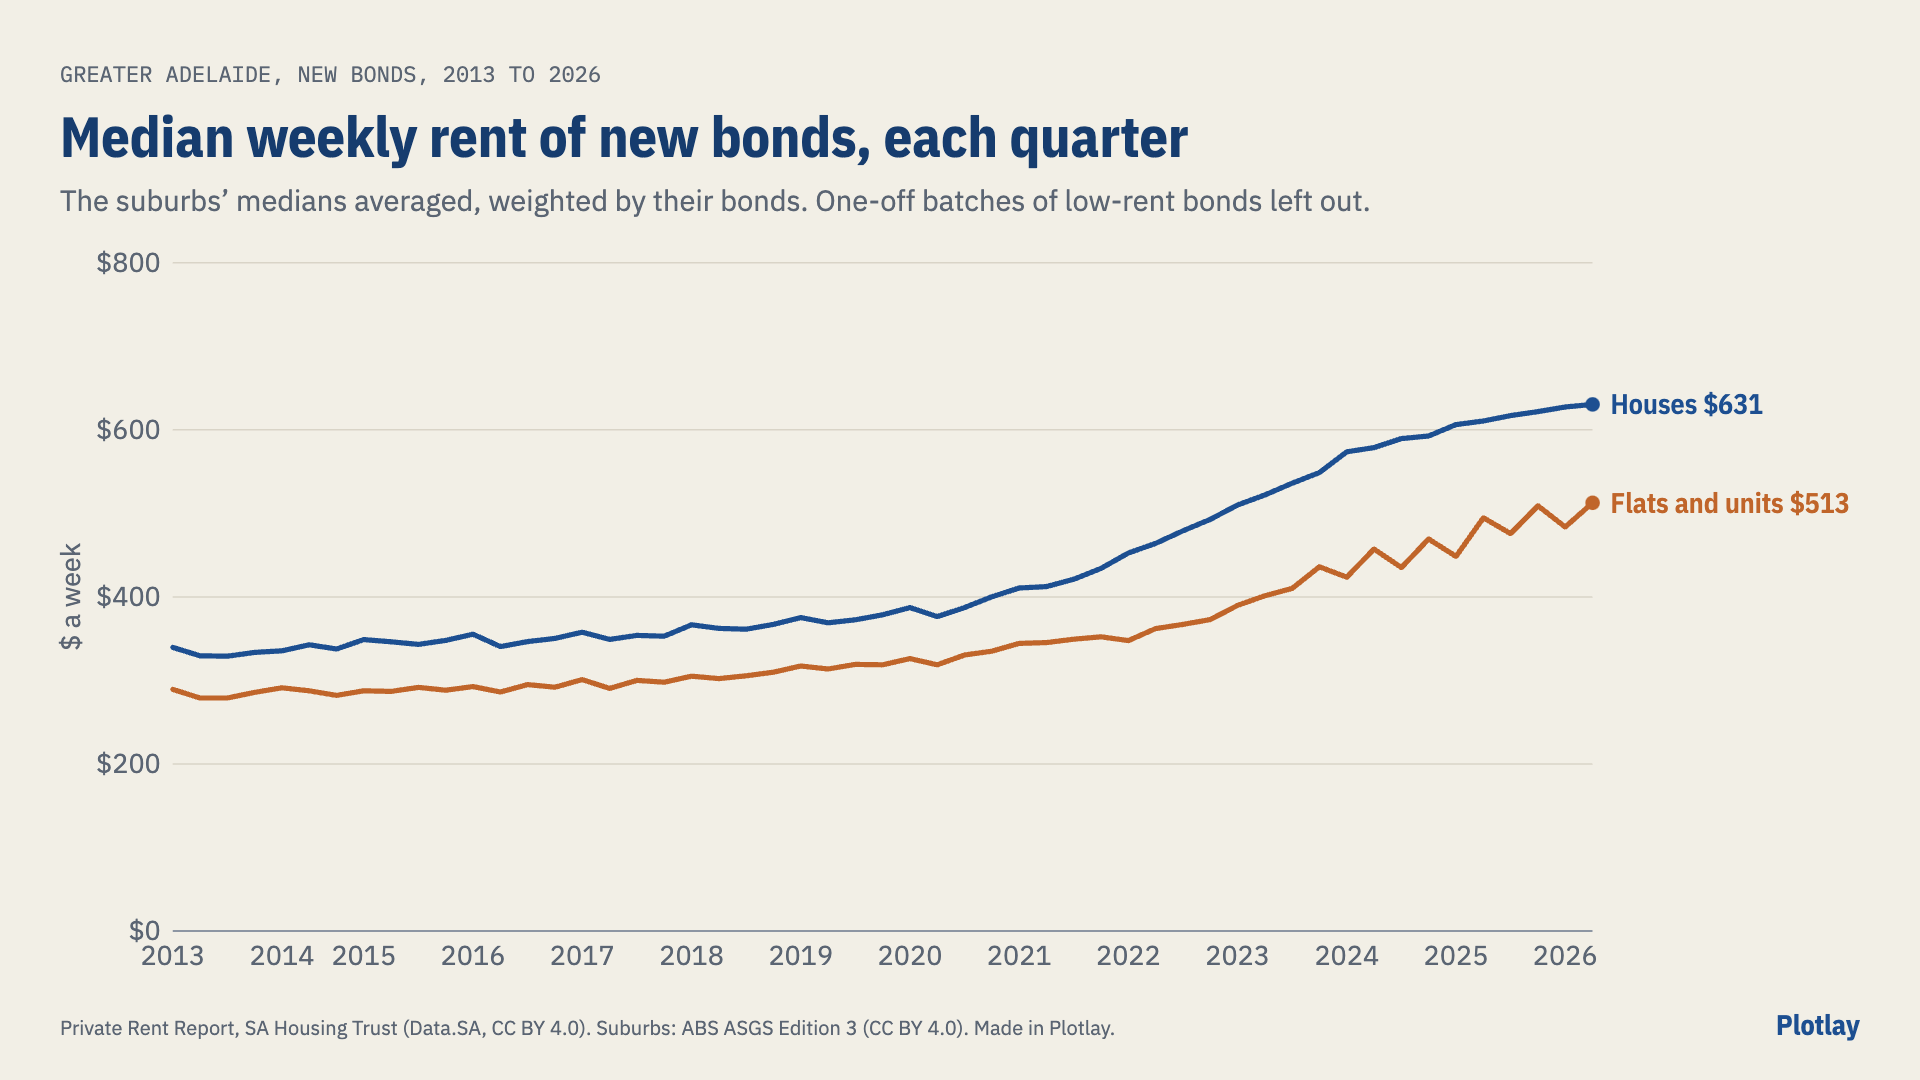 GREATER ADELAIDE, NEW BONDS, 2013 TO 2026
Median weekly rent of new bonds, each quarter
The suburbs’ medians averaged, weighted by their bonds. One-off batches of low-rent bonds left out.
$800
$600
$400
$200
$0
$ a week
Houses $631
Flats and units $513
2013 2014 2015 2016 2017 2018 2019 2020 2021 2022 2023 2024 2025 2026
Private Rent Report, SA Housing Trust (Data.SA, CC BY 4.0). Suburbs: ABS ASGS Edition 3 (CC BY 4.0). Made in Plotlay.
Plotlay